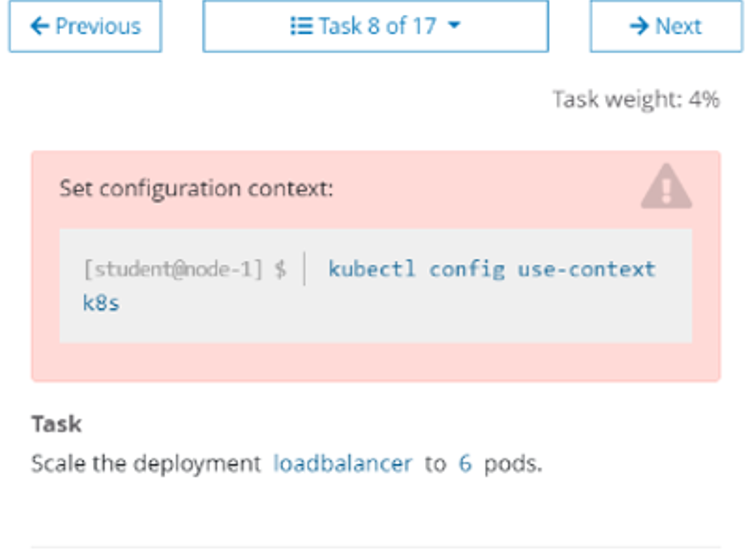 Previous
Task 8 of 17
Next
Task weight: 4%
Set configuration context:
[student@node-1] $ kubectl config use-context
k8s
Task
Scale the deployment loadbalancer to 6 pods.